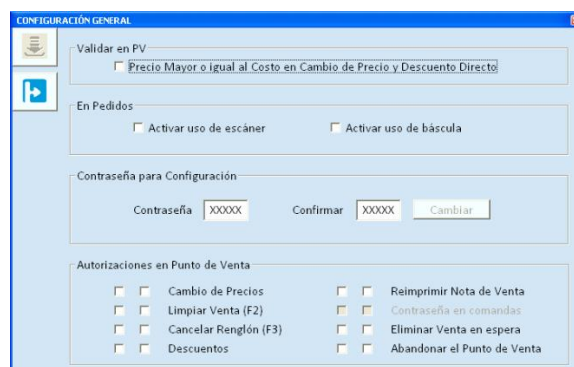 CONFIGURACIÓN GENERAL
Validar en PV
Precio Mayor o igual al Costo en Cambio de Precio y Descuento Directo
En Pedidos
Activar uso de escáner Activar uso de báscula
Contraseña para Configuración
Contraseña XXXXX Confirmar XXXXX Cambiar
Autorizaciones en Punto de Venta
Cambio de Precios Reimprimir Nota de Venta
Limpiar Venta (F2) Contraseña en comandas
Cancelar Renglón (F3) Eliminar Venta en espera
Descuentos Abandonar el Punto de Venta